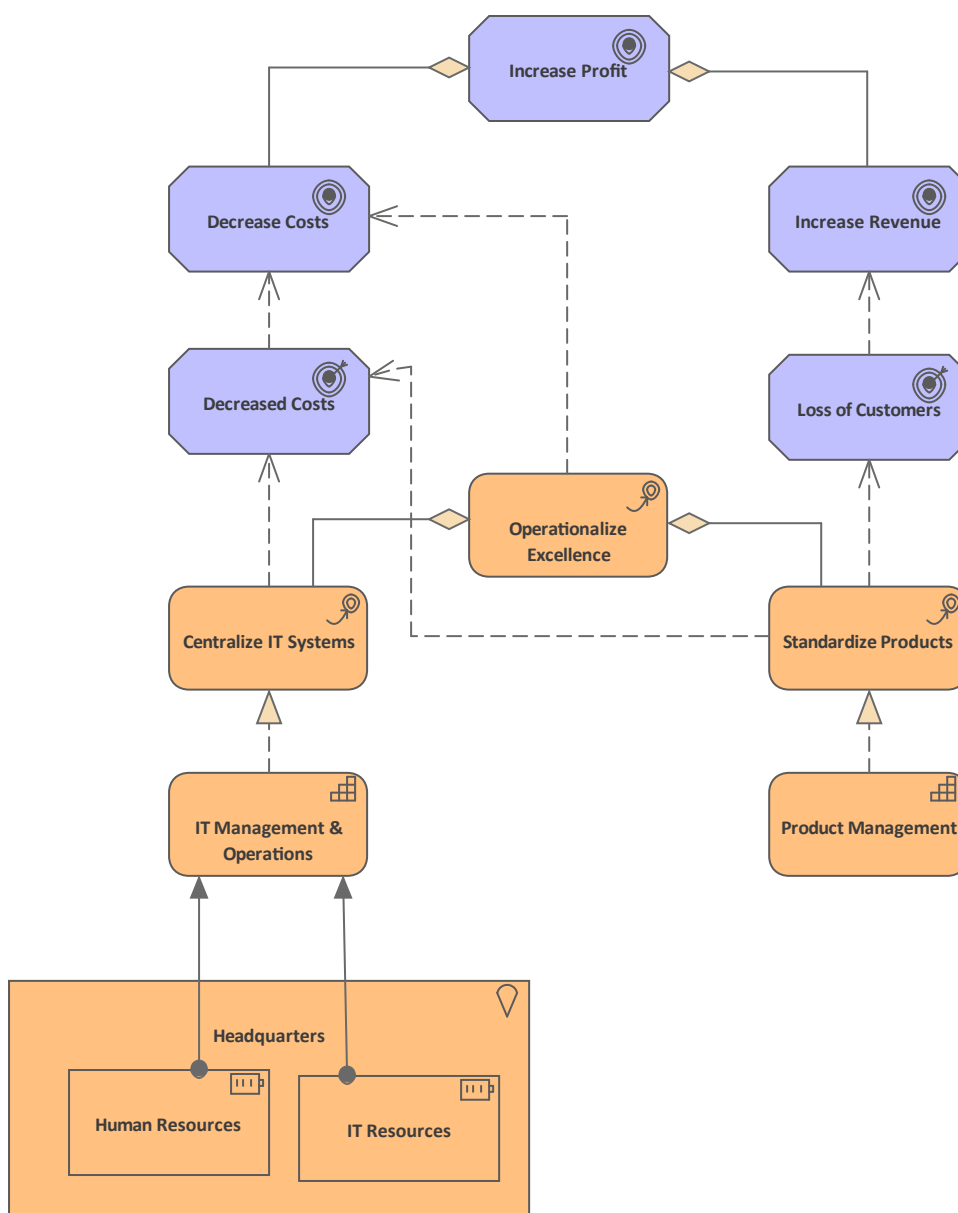 Increase Profit
Decrease Costs
Increase Revenue
Decreased Costs
Loss of Customers
Operationalize
Excellence
Centralize IT Systems
Standardize Products
IT Management &
Operations
Product Management
Headquarters
Human Resources
IT Resources